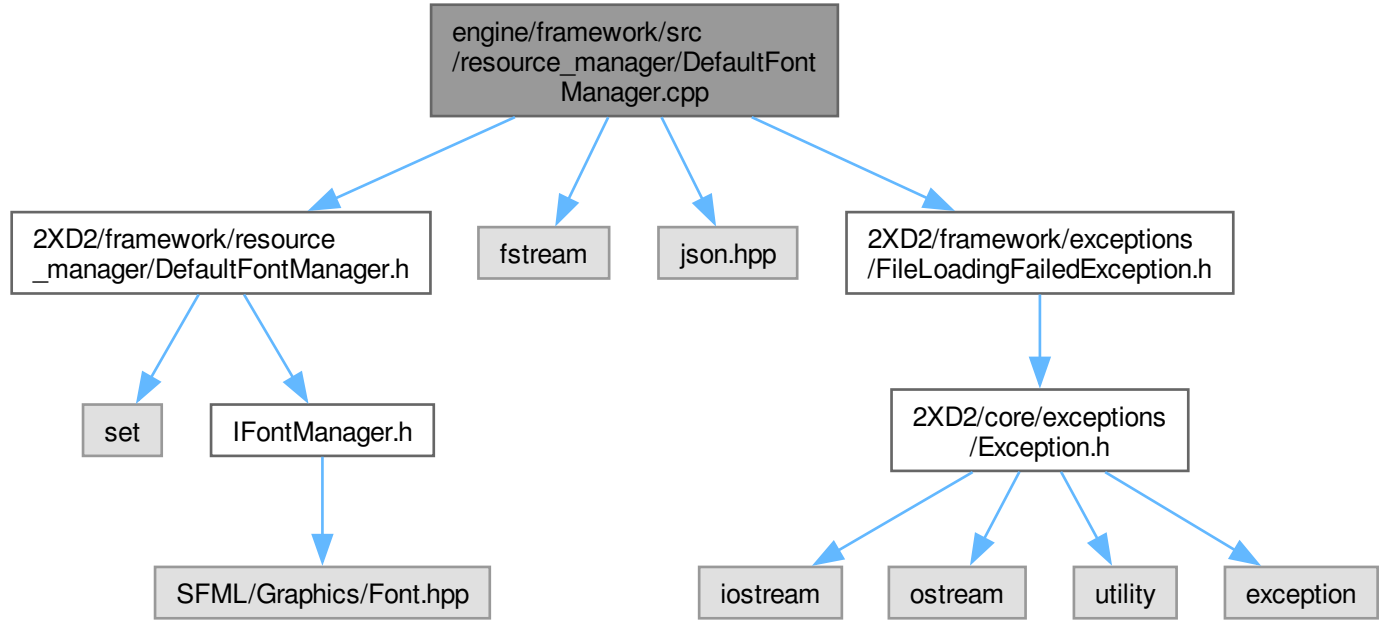 engine/framework/src
/resource_manager/DefaultFont
Manager.cpp
2XD2/framework/resource
_manager/DefaultFontManager.h
fstream
json.hpp
2XD2/framework/exceptions
/FileLoadingFailedException.h
set
IFontManager.h
2XD2/core/exceptions
/Exception.h
SFML/Graphics/Font.hpp
iostream
ostream
utility
exception